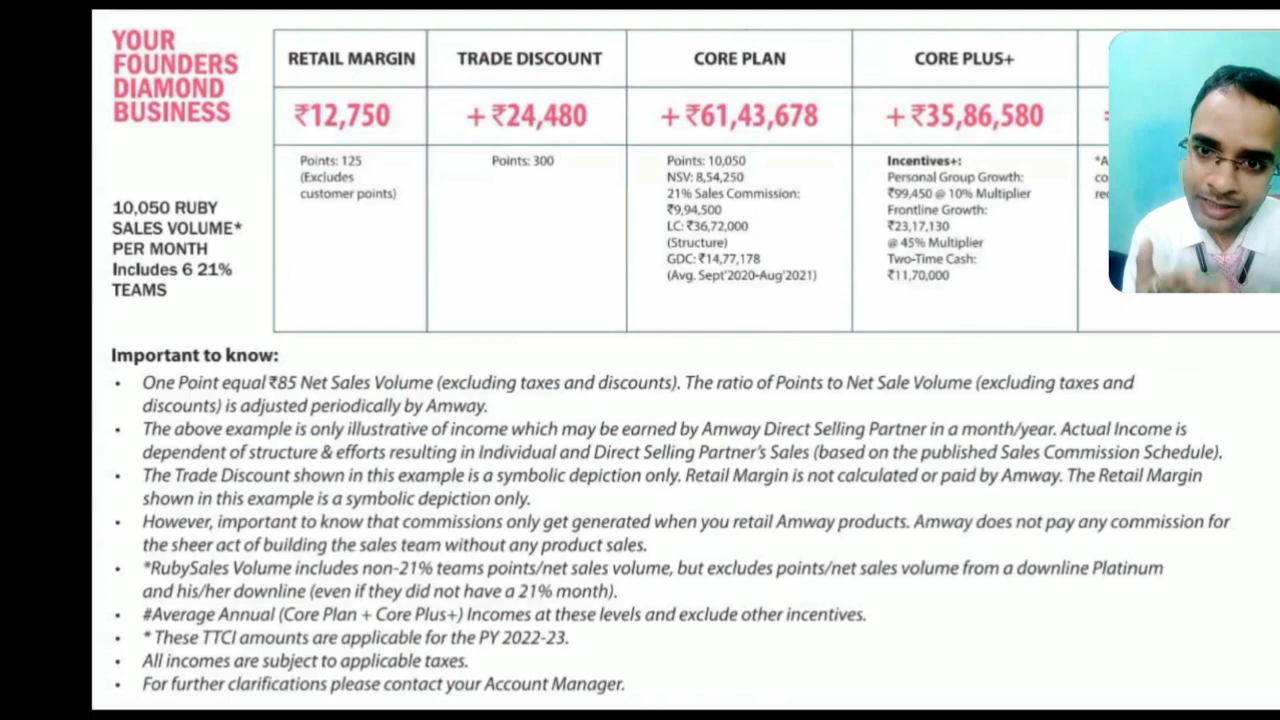 YOUR
FOUNDERS
DIAMOND
BUSINESS
10,050 RUBY
SALES VOLUME*
PER MONTH
Includes 6 21%
TEAMS
RETAIL MARGIN
₹12,750
Points: 125
(Excludes
customer points)
TRADE DISCOUNT
+ ₹24,480
Points: 300
CORE PLAN
+ ₹61,43,678
Points: 10,050
NSV: 8,54,250
21% Sales Commission:
₹9,94,500
LC: ₹36,72,000
(Structure)
GDC: ₹14,77,178
(Avg. Sept'2020-Aug'2021)
CORE PLUS+
+ ₹35,86,580
Incentives+:
Personal Group Growth:
₹99,450 @ 10% Multiplier
Frontline Growth:
₹23,17,130
@ 45% Multiplier
Two-Time Cash:
₹11,70,000
Important to know:
• One Point equal ₹85 Net Sales Volume (excluding taxes and discounts). The ratio of Points to Net Sale Volume (excluding taxes and
discounts) is adjusted periodically by Amway.
• The above example is only illustrative of income which may be earned by Amway Direct Selling Partner in a month/year. Actual Income is
dependent of structure & efforts resulting in Individual and Direct Selling Partner's Sales (based on the published Sales Commission Schedule).
• The Trade Discount shown in this example is a symbolic depiction only. Retail Margin is not calculated or paid by Amway. The Retail Margin
shown in this example is a symbolic depiction only.
• However, important to know that commissions only get generated when you retail Amway products. Amway does not pay any commission for
the sheer act of building the sales team without any product sales.
• *RubySales Volume includes non-21% teams points/net sales volume, but excludes points/net sales volume from a downline Platinum
and his/her downline (even if they did not have a 21% month).
• #Average Annual (Core Plan + Core Plus+) Incomes at these levels and exclude other incentives.
• * These TTCI amounts are applicable for the PY 2022-23.
• All incomes are subject to applicable taxes.
• For further clarifications please contact your Account Manager.